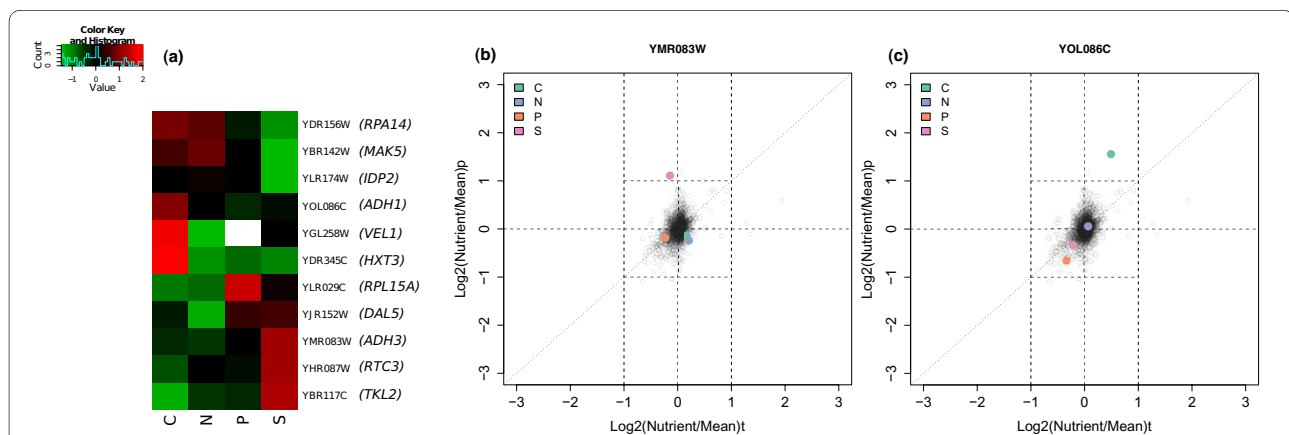 Color Key
and Histogram
Count
0 3
−1 0 1 2
Value
(a)
YDR156W (RPA14)
YBR142W (MAK5)
YLR174W (IDP2)
YOL086C (ADH1)
YGL258W (VEL1)
YDR345C (HXT3)
YLR029C (RPL15A)
YJR152W (DAL5)
YMR083W (ADH3)
YHR087W (RTC3)
YBR117C (TKL2)
C N P S
(b)
YMR083W
C
N
P
S
3
2
1
0
−1
−2
−3
Log2(Nutrient/Mean)p
−3 −2 −1 0 1 2 3
Log2(Nutrient/Mean)t
(c)
YOL086C
C
N
P
S
3
2
1
0
−1
−2
−3
Log2(Nutrient/Mean)p
−3 −2 −1 0 1 2 3
Log2(Nutrient/Mean)t